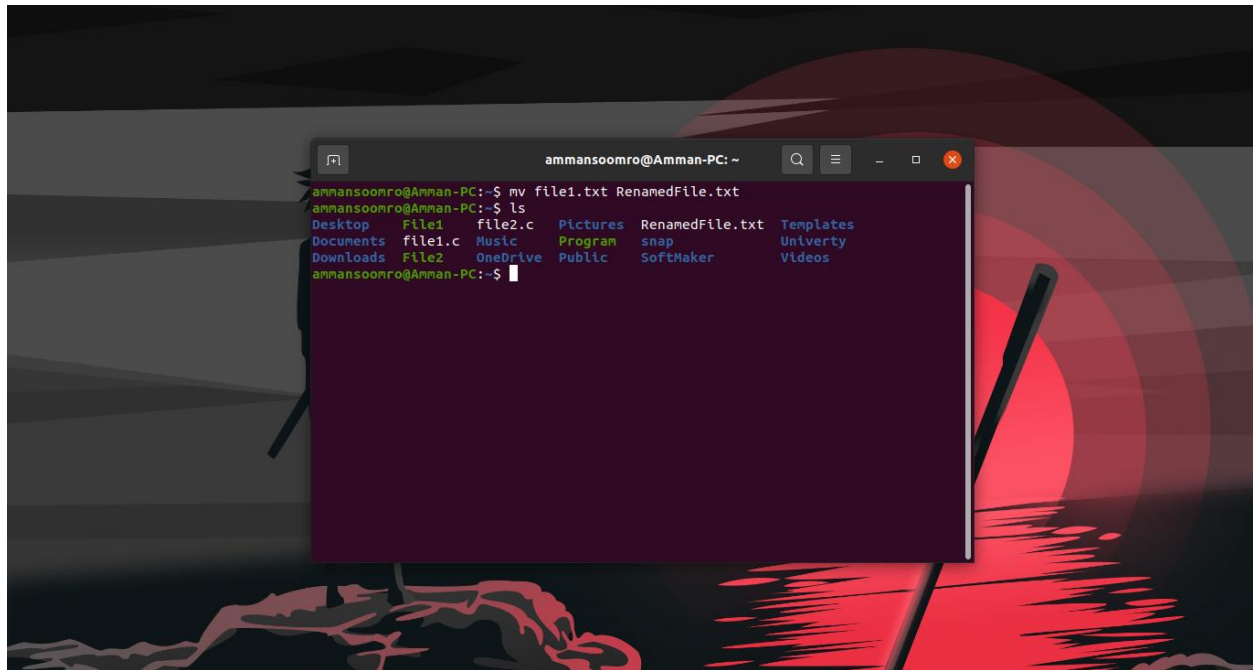 ammansoomro@Amman-PC: ~
ammansoomro@Amman-PC:~$ mv file1.txt RenamedFile.txt
ammansoomro@Amman-PC:~$ ls
Desktop File1 file2.c Pictures RenamedFile.txt Templates
Documents file1.c Music Program snap Univerty
Downloads File2 OneDrive Public SoftMaker Videos
ammansoomro@Amman-PC:~$